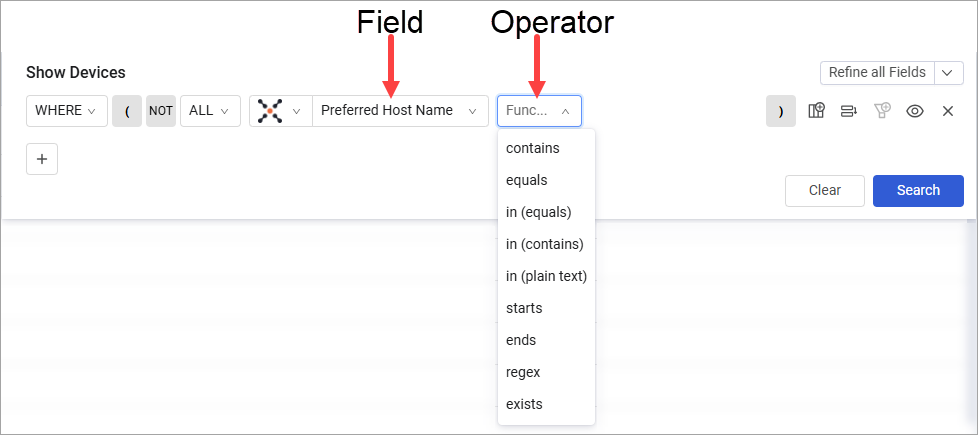 Field Operator
Show Devices Refine all Fields
WHERE ( NOT ALL Preferred Host Name Func... )
contains
equals
Clear Search
in (equals)
in (contains)
in (plain text)
starts
ends
regex
exists